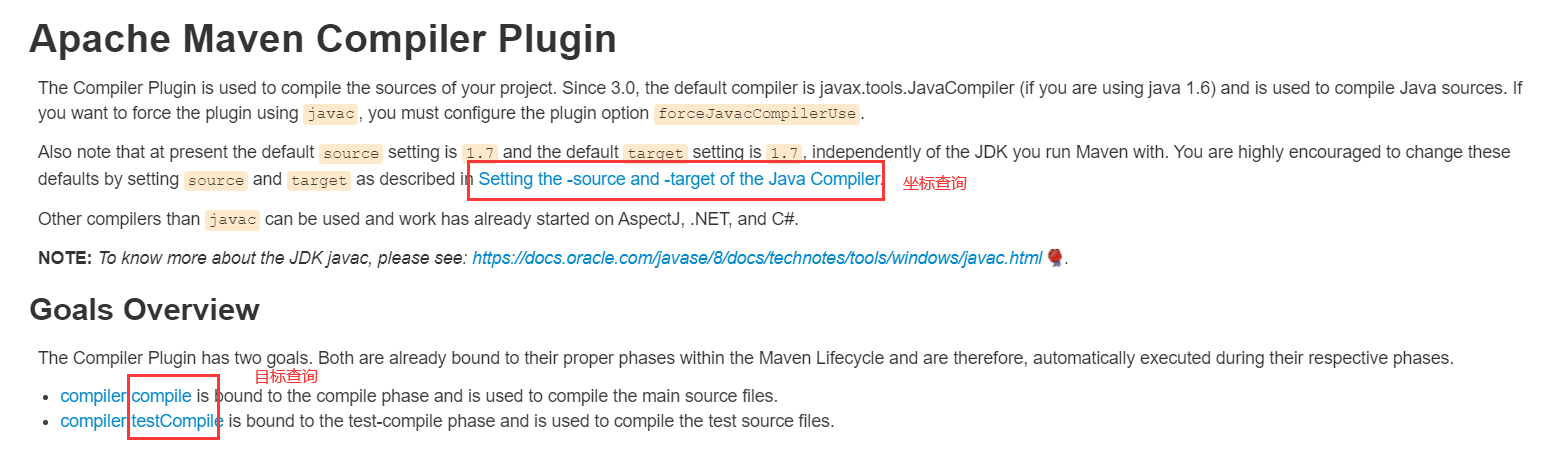 Apache Maven Compiler Plugin
The Compiler Plugin is used to compile the sources of your project. Since 3.0, the default compiler is javax.tools.JavaCompiler (if you are using java 1.6) and is used to compile Java sources. If
you want to force the plugin using javac, you must configure the plugin option forceJavacCompilerUse.
Also note that at present the default source setting is 1.7 and the default target setting is 1.7, independently of the JDK you run Maven with. You are highly encouraged to change these
defaults by setting source and target as described in Setting the -source and -target of the Java Compiler. 坐标查询
Other compilers than javac can be used and work has already started on AspectJ, .NET, and C#.
NOTE: To know more about the JDK javac, please see: https://docs.oracle.com/javase/8/docs/technotes/tools/windows/javac.html.
Goals Overview
The Compiler Plugin has two goals. Both are already bound to their proper phases within the Maven Lifecycle and are therefore, automatically executed during their respective phases.
目标查询
• compiler:compile is bound to the compile phase and is used to compile the main source files.
• compiler:testCompile is bound to the test-compile phase and is used to compile the test source files.